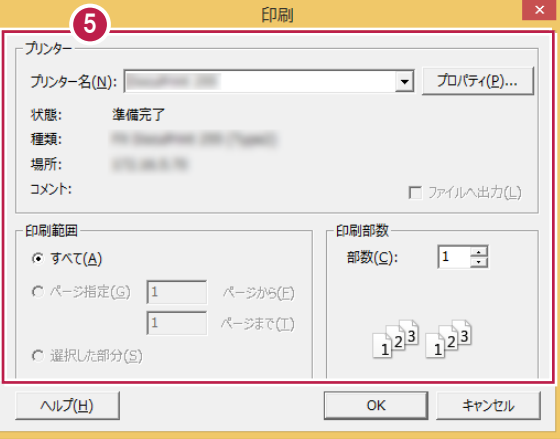 印刷
5
プリンター
プリンター名(N):
プロパティ(P)...
状態: 準備完了
種類:
場所:
コメント:
ファイルへ出力(L)
印刷範囲
すべて(A)
ページ指定(G) 1 ページから(F)
1 ページまで(T)
選択した部分(S)
印刷部数
部数(C): 1
1 2 3 1 2 3
ヘルプ(H) OK キャンセル